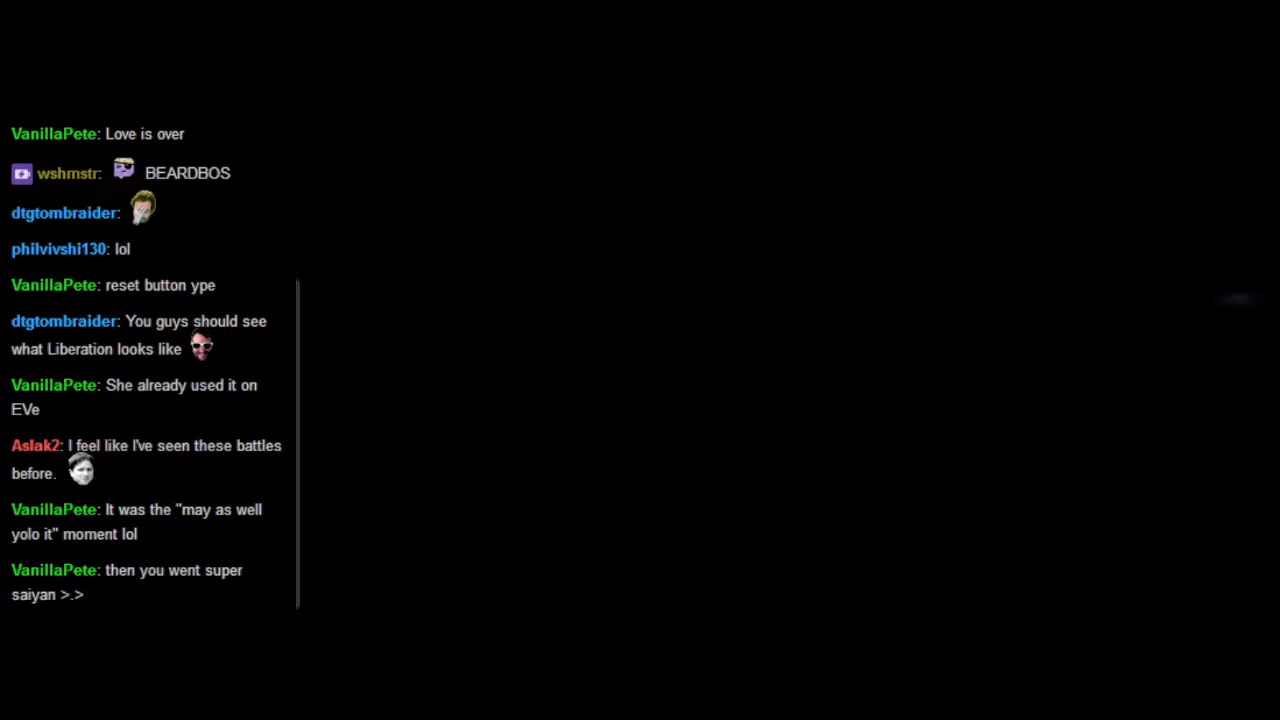 VanillaPete: Love is over
wshmstr: BEARDBOS
dtgtombraider:
philvivshi130: lol
VanillaPete: reset button ype
dtgtombraider: You guys should see
what Liberation looks like
VanillaPete: She already used it on
EVe
Aslak2: I feel like I've seen these battles
before.
VanillaPete: It was the "may as well
yolo it" moment lol
VanillaPete: then you went super
saiyan >.>